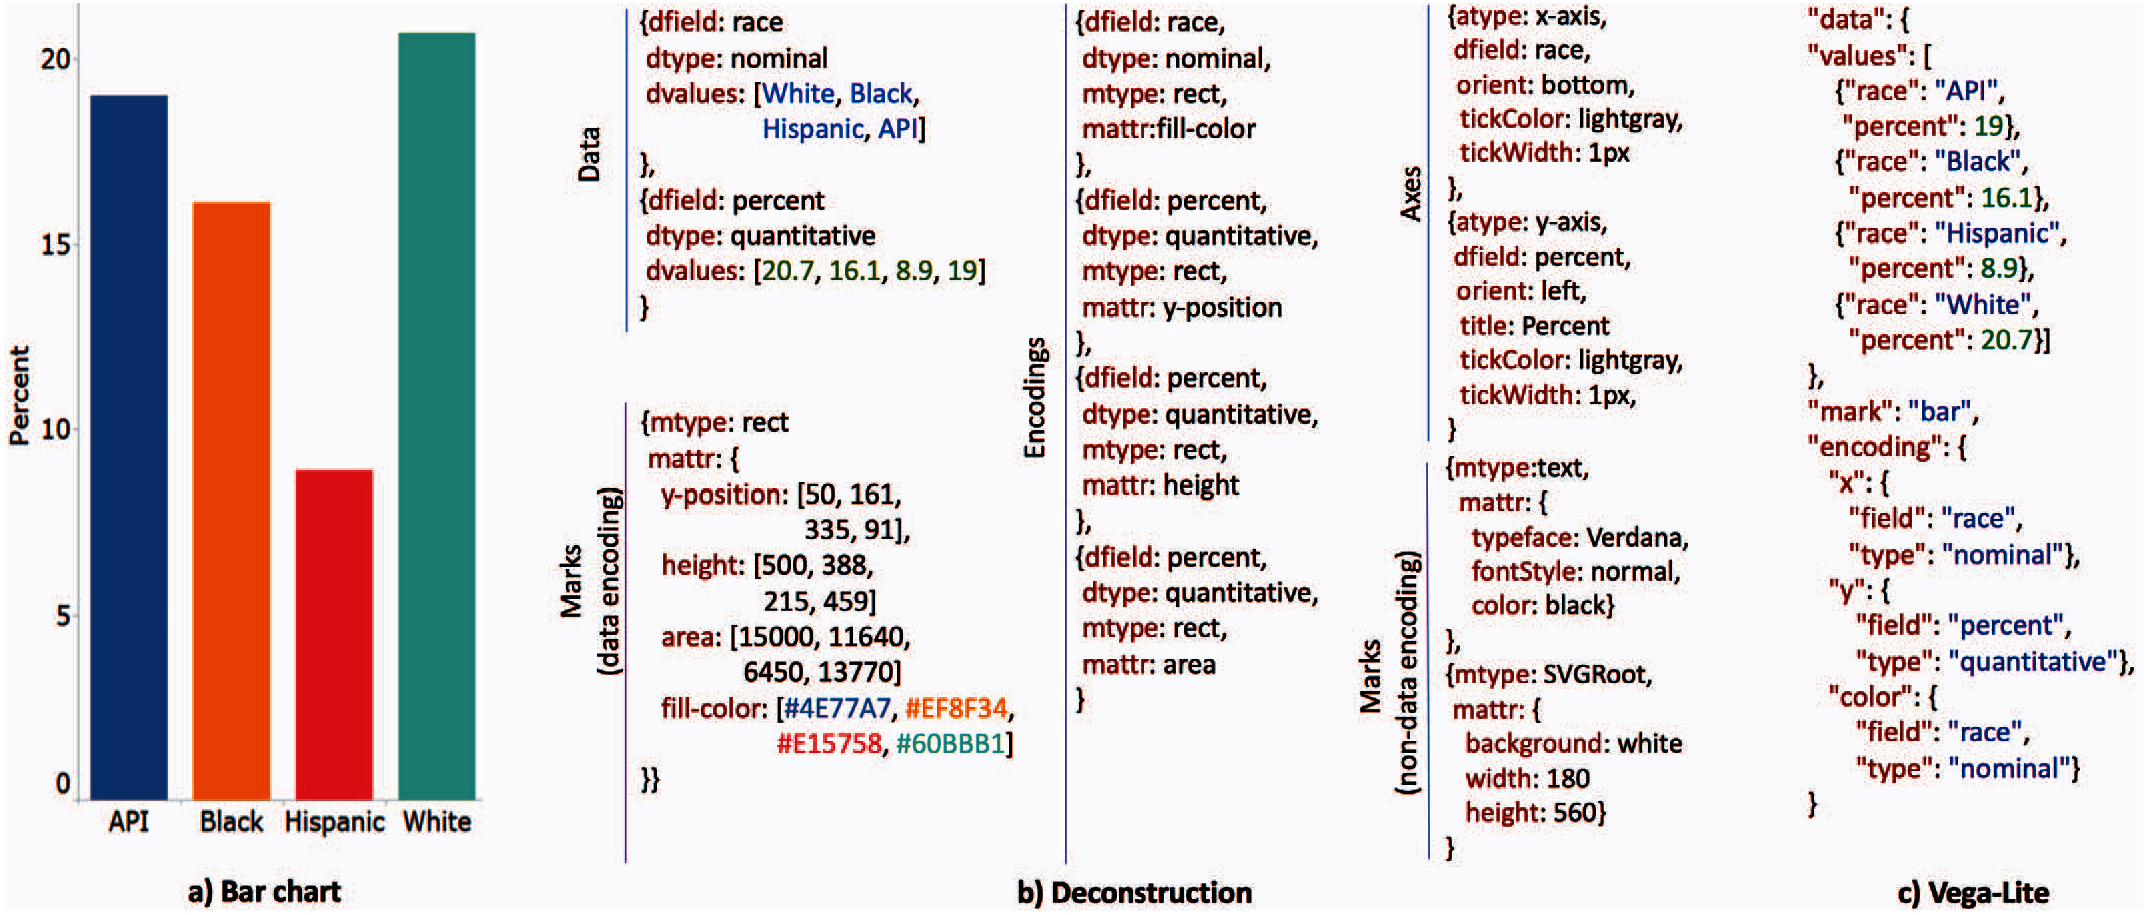 20
15
10
5
0
Percent
API Black Hispanic White
a) Bar chart
Data
{dfield: race
dtype: nominal
dvalues: [White, Black,
Hispanic, API]
},
{dfield: percent
dtype: quantitative
dvalues: [20.7, 16.1, 8.9, 19]
}
Marks
(data encoding)
{mtype: rect
mattr: {
y-position: [50, 161,
335, 91],
height: [500, 388,
215, 459]
area: [15000, 11640,
6450, 13770]
fill-color: [#4E77A7, #EF8F34,
#E15758, #60BBB1]
}}
Encodings
{dfield: race,
dtype: nominal,
mtype: rect,
mattr:fill-color
},
{dfield: percent,
dtype: quantitative,
mtype: rect,
mattr: y-position
},
{dfield: percent,
dtype: quantitative,
mtype: rect,
mattr: height
},
{dfield: percent,
dtype: quantitative,
mtype: rect,
mattr: area
}
Axes
{atype: x-axis,
dfield: race,
orient: bottom,
tickColor: lightgray,
tickWidth: 1px
},
{atype: y-axis,
dfield: percent,
orient: left,
title: Percent
tickColor: lightgray,
tickWidth: 1px,
}
Marks
(non-data encoding)
{mtype:text,
mattr: {
typeface: Verdana,
fontStyle: normal,
color: black}
},
{mtype: SVGRoot,
mattr: {
background: white
width: 180
height: 560}
}
b) Deconstruction
"data": {
"values": [
{"race": "API",
"percent": 19},
{"race": "Black",
"percent": 16.1},
{"race": "Hispanic",
"percent": 8.9},
{"race": "White",
"percent": 20.7}]
},
"mark": "bar",
"encoding": {
"x": {
"field": "race",
"type": "nominal"},
"y": {
"field": "percent",
"type": "quantitative"},
"color": {
"field": "race",
"type": "nominal"}
}
c) Vega-Lite